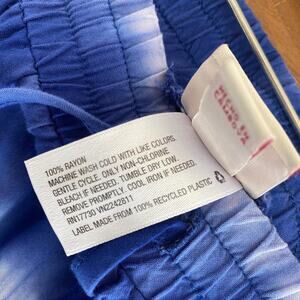 100% RAYON
MACHINE WASH COLD WITH LIKE COLORS.
GENTLE CYCLE. ONLY NON-CHLORINE
BLEACH IF NEEDED. TUMBLE DRY LOW.
REMOVE PROMPTLY. COOL IRON IF NEEDED.
RN17730 VN2242811
LABEL MADE FROM 100% RECYCLED PLASTIC